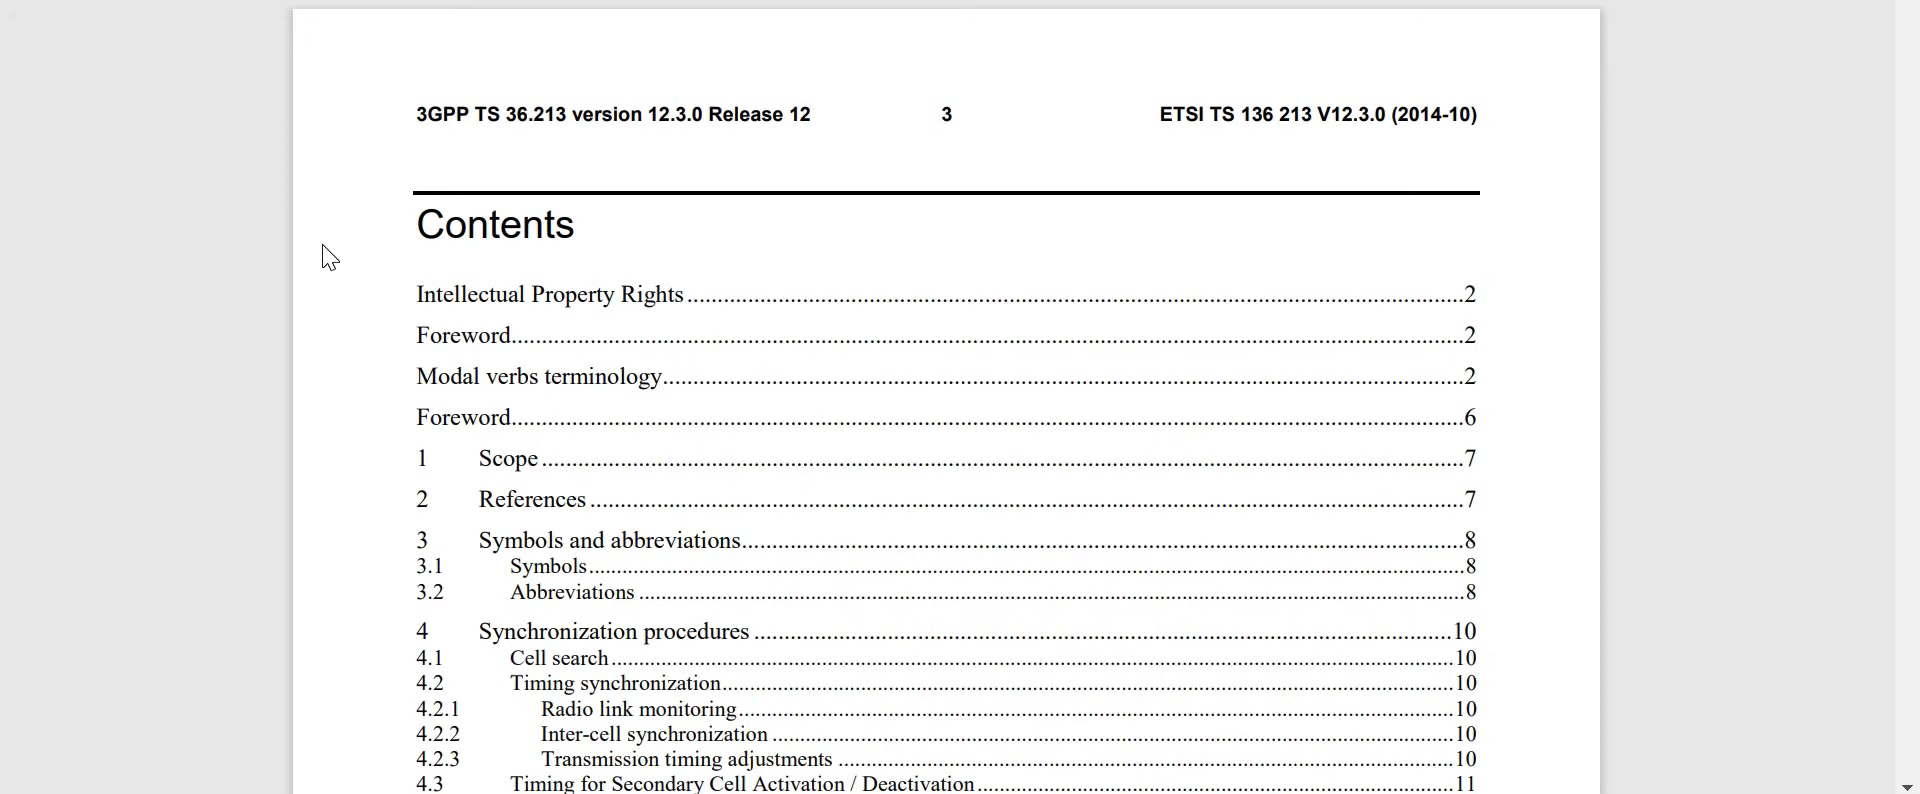 3GPP TS 36.213 version 12.3.0 Release 12 3 ETSI TS 136 213 V12.3.0 (2014-10)
Contents
Intellectual Property Rights ........ 2
Foreword ........ 2
Modal verbs terminology ........ 2
Foreword ........ 6
1 Scope ........ 7
2 References ........ 7
3 Symbols and abbreviations ........ 8
3.1 Symbols ........ 8
3.2 Abbreviations ........ 8
4 Synchronization procedures ........ 10
4.1 Cell search ........ 10
4.2 Timing synchronization ........ 10
4.2.1 Radio link monitoring ........ 10
4.2.2 Inter-cell synchronization ........ 10
4.2.3 Transmission timing adjustments ........ 10
4.3 Timing for Secondary Cell Activation / Deactivation ........ 11